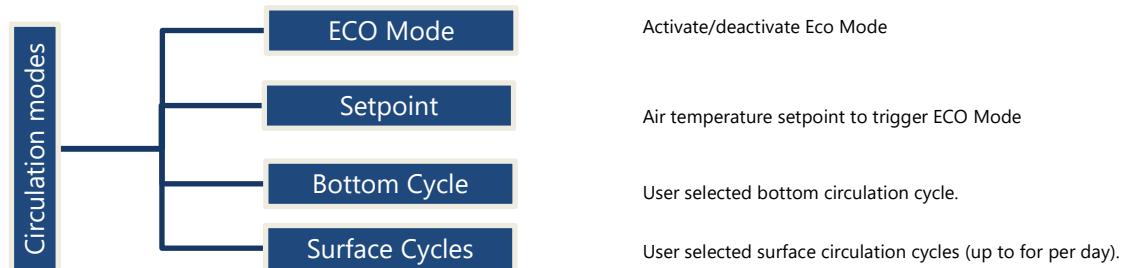 Circulation modes
ECO Mode
Activate/deactivate Eco Mode
Setpoint
Air temperature setpoint to trigger ECO Mode
Bottom Cycle
User selected bottom circulation cycle.
Surface Cycles
User selected surface circulation cycles (up to for per day).